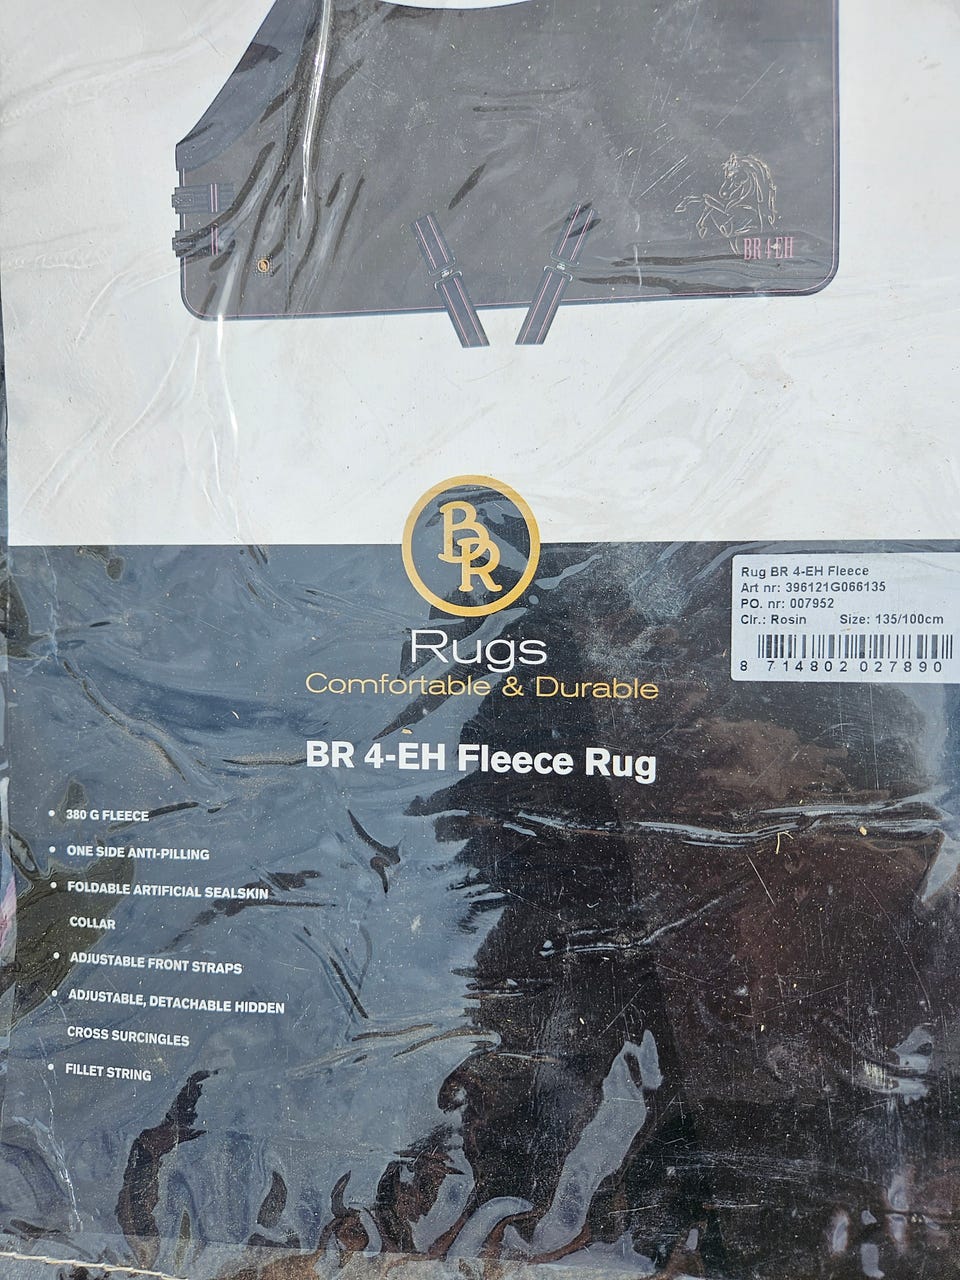 BR 4-EH
BR
Rug BR 4-EH Fleece
Art nr: 396121G066135
PO. nr: 007952
Clr.: Rosin Size: 135/100cm
8 714802 027890
Rugs
Comfortable & Durable
BR 4-EH Fleece Rug
• 380 G FLEECE
• ONE SIDE ANTI-PILLING
• FOLDABLE ARTIFICIAL SEALSKIN
COLLAR
• ADJUSTABLE FRONT STRAPS
• ADJUSTABLE, DETACHABLE HIDDEN
CROSS SURCINGLES
• FILLET STRING